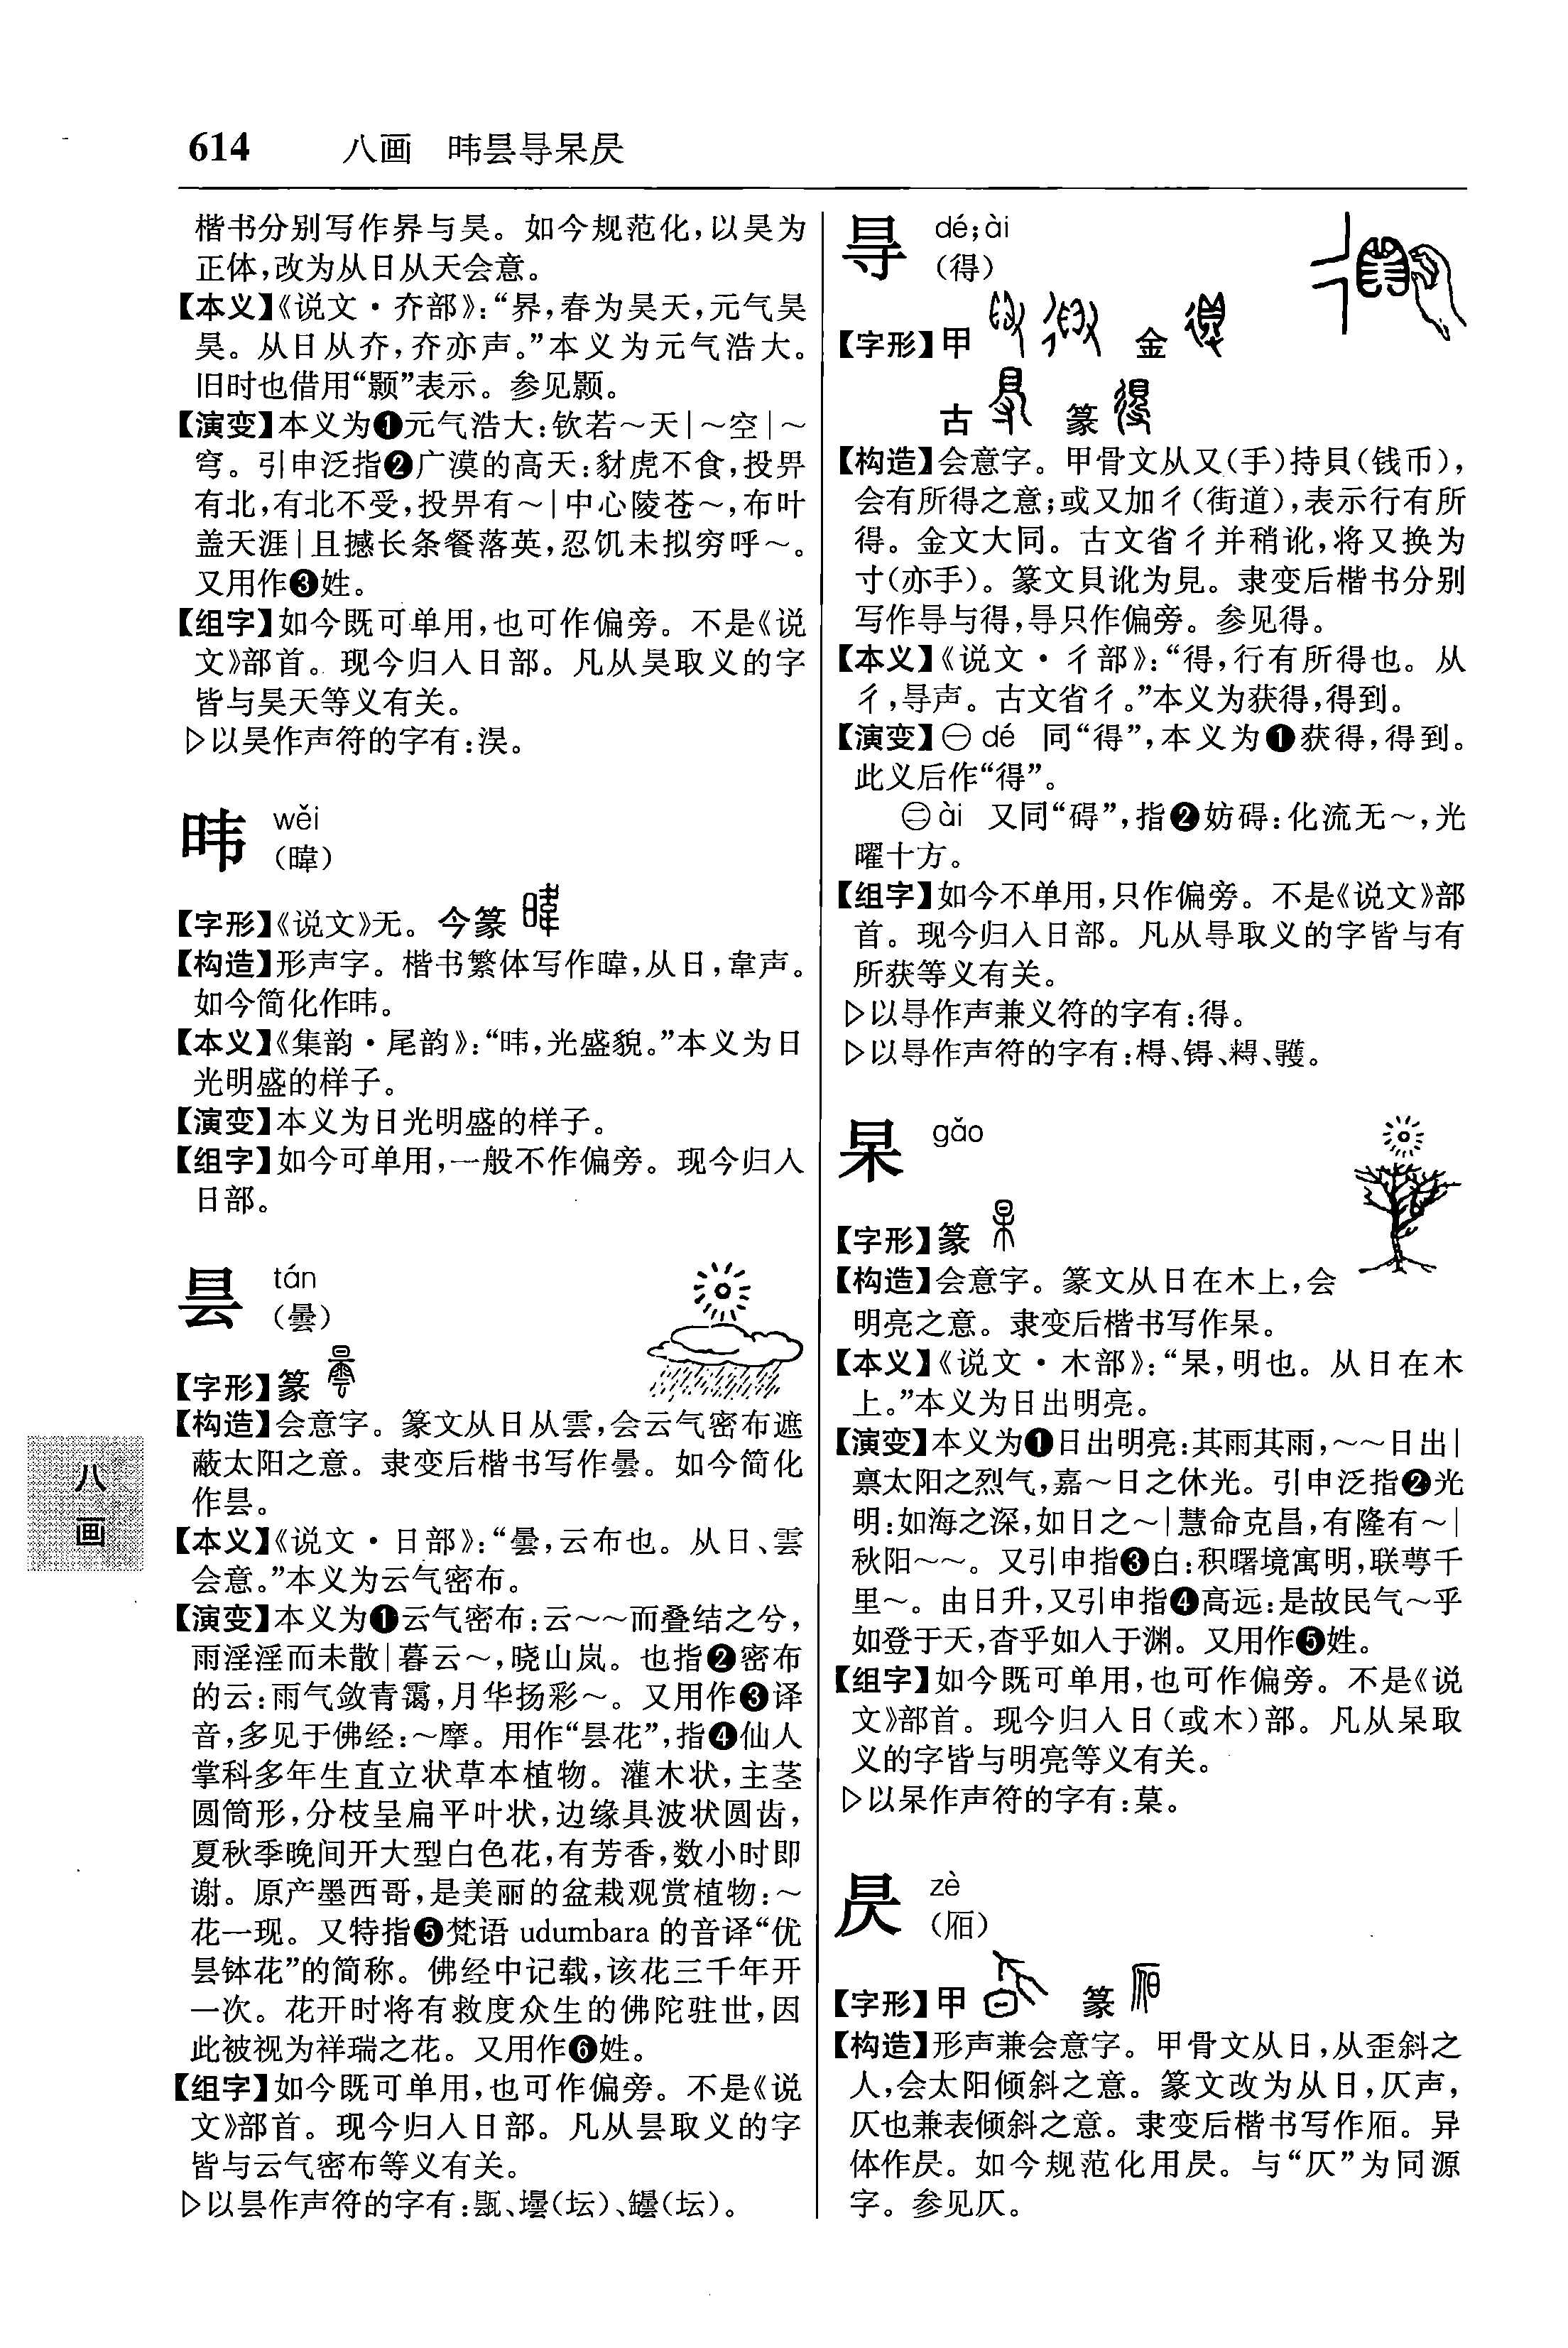 614 八画 𬀩昙㝵杲昃
楷书分别写作昦与昊。如今规范化,以昊为
正体,改为从日从天会意。
【本义】《说文·夰部》:“昦,春为昊天,元气昊
昊。从日从夰,夰亦声。”本义为元气浩大。
旧时也借用“颢”表示。参见颢。
【演变】本义为❶元气浩大:钦若～天|～空|～
穹。引申泛指❷广漠的高天:豺虎不食,投畀
有北,有北不受,投畀有～|中心陵苍～,布叶
盖天涯|且撼长条餐落英,忍饥未拟穷呼～。
又用作❸姓。
【组字】如今既可单用,也可作偏旁。不是《说
文》部首。现今归入日部。凡从昊取义的字
皆与昊天等义有关。
▷以昊作声符的字有:淏。
𬀩 wěi
(暐)
【字形】《说文》无。今篆
【构造】形声字。楷书繁体写作暐,从日,韋声。
如今简化作𬀩。
【本义】《集韵·尾韵》:“𬀩,光盛貌。”本义为日
光明盛的样子。
【演变】本义为日光明盛的样子。
【组字】如今可单用,一般不作偏旁。现今归入
日部。
昙 tán
(曇)
【字形】篆
【构造】会意字。篆文从日从雲,会云气密布遮
蔽太阳之意。隶变后楷书写作曇。如今简化
作昙。
【本义】《说文·日部》:“曇,云布也。从日、雲
会意。”本义为云气密布。
【演变】本义为❶云气密布:云～～而叠结之兮,
雨淫淫而未散|暮云～,晓山岚。也指❷密布
的云:雨气敛青霭,月华扬彩～。又用作❸译
音,多见于佛经:～摩。用作“昙花”,指❹仙人
掌科多年生直立状草本植物。灌木状,主茎
圆筒形,分枝呈扁平叶状,边缘具波状圆齿,
夏秋季晚间开大型白色花,有芳香,数小时即
谢。原产墨西哥,是美丽的盆栽观赏植物:～
花一现。又特指❺梵语 udumbara 的音译“优
昙钵花”的简称。佛经中记载,该花三千年开
一次。花开时将有救度众生的佛陀驻世,因
此被视为祥瑞之花。又用作❻姓。
【组字】如今既可单用,也可作偏旁。不是《说
文》部首。现今归入日部。凡从昙取义的字
皆与云气密布等义有关。
▷以昙作声符的字有:㽑、壜(坛)、罎(坛)。
㝵 dé;ài
(得)
【字形】甲 金
古 篆
【构造】会意字。甲骨文从又(手)持貝(钱币),
会有所得之意;或又加彳(街道),表示行有所
得。金文大同。古文省彳并稍讹,将又换为
寸(亦手)。篆文貝讹为見。隶变后楷书分别
写作㝵与得,㝵只作偏旁。参见得。
【本义】《说文·彳部》:“得,行有所得也。从
彳,㝵声。古文省彳。”本义为获得,得到。
【演变】㊀dé 同“得”,本义为❶获得,得到。
此义后作“得”。
㊁ài 又同“碍”,指❷妨碍:化流无～,光
曜十方。
【组字】如今不单用,只作偏旁。不是《说文》部
首。现今归入日部。凡从㝵取义的字皆与有
所获等义有关。
▷以㝵作声兼义符的字有:得。
▷以㝵作声符的字有:棏、锝、䙷、䮺。
杲 gǎo
【字形】篆
【构造】会意字。篆文从日在木上,会
明亮之意。隶变后楷书写作杲。
【本义】《说文·木部》:“杲,明也。从日在木
上。”本义为日出明亮。
【演变】本义为❶日出明亮:其雨其雨,～～日出|
禀太阳之烈气,嘉～日之休光。引申泛指❷光
明:如海之深,如日之～|慧命克昌,有隆有～|
秋阳～～。又引申指❸白:积曙境寓明,联萼千
里～。由日升,又引申指❹高远:是故民气～乎
如登于天,杳乎如入于渊。又用作❺姓。
【组字】如今既可单用,也可作偏旁。不是《说
文》部首。现今归入日(或木)部。凡从杲取
义的字皆与明亮等义有关。
▷以杲作声符的字有:菒。
昃 zè
(𣅔)
【字形】甲 篆
【构造】形声兼会意字。甲骨文从日,从歪斜之
人,会太阳倾斜之意。篆文改为从日,仄声,
仄也兼表倾斜之意。隶变后楷书写作𣅔。异
体作昃。如今规范化用昃。与“仄”为同源
字。参见仄。
八
画